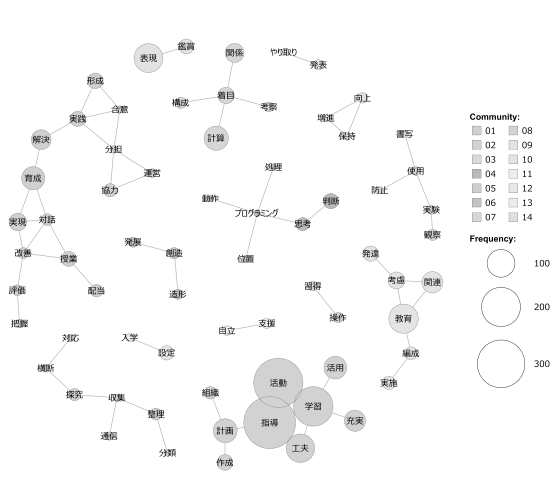 表現
鑑賞
関係
やり取り
発表
形成
着目
構成
考察
合意
実践
計算
向上
増進
保持
書写
解決
分担
運営
協力
処理
使用
防止
育成
動作
プログラミング
判断
思考
実験
観察
実現
対話
改善
授業
発展
創造
位置
発達
考慮
関連
評価
配当
造形
習得
把握
操作
教育
自立
支援
対応
入学
設定
編成
横断
実施
探究
収集
整理
通信
分類
組織
活動
活用
学習
指導
計画
充実
工夫
作成
Community:
01 08
02 09
03 10
04 11
05 12
06 13
07 14
Frequency:
100
200
300